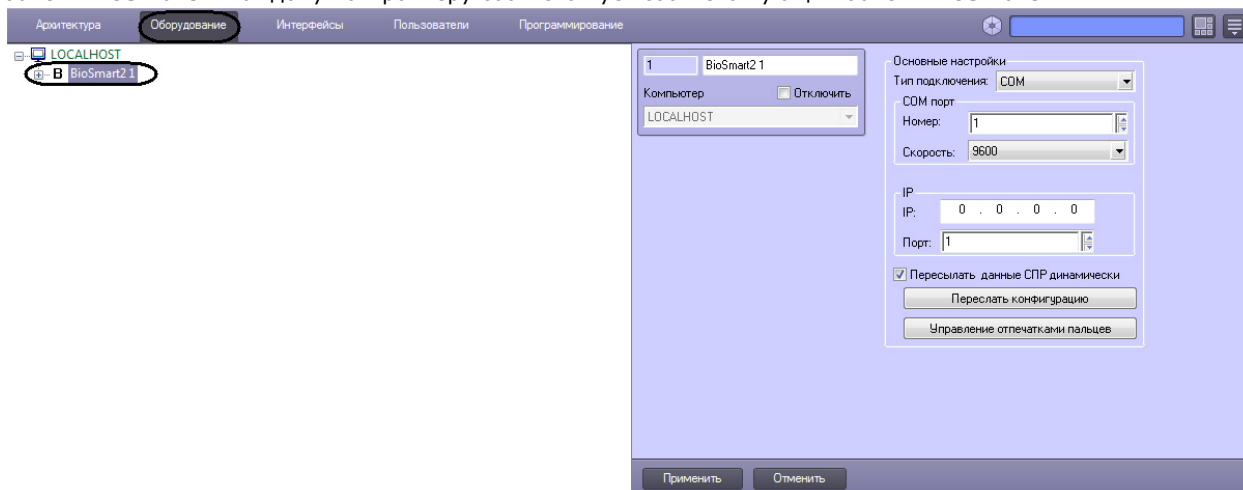 Архитектура Оборудование Интерфейсы Пользователи Программирование
LOCALHOST
B BioSmart2 1
1 BioSmart2 1
Компьютер Отключить
LOCALHOST
Основные настройки
Тип подключения: COM
COM порт
Номер: 1
Скорость: 9600
IP
IP: 0 . 0 . 0 . 0
Порт: 1
Пересылать данные СПР динамически
Переслать конфигурацию
Управление отпечатками пальцев
Применить Отменить